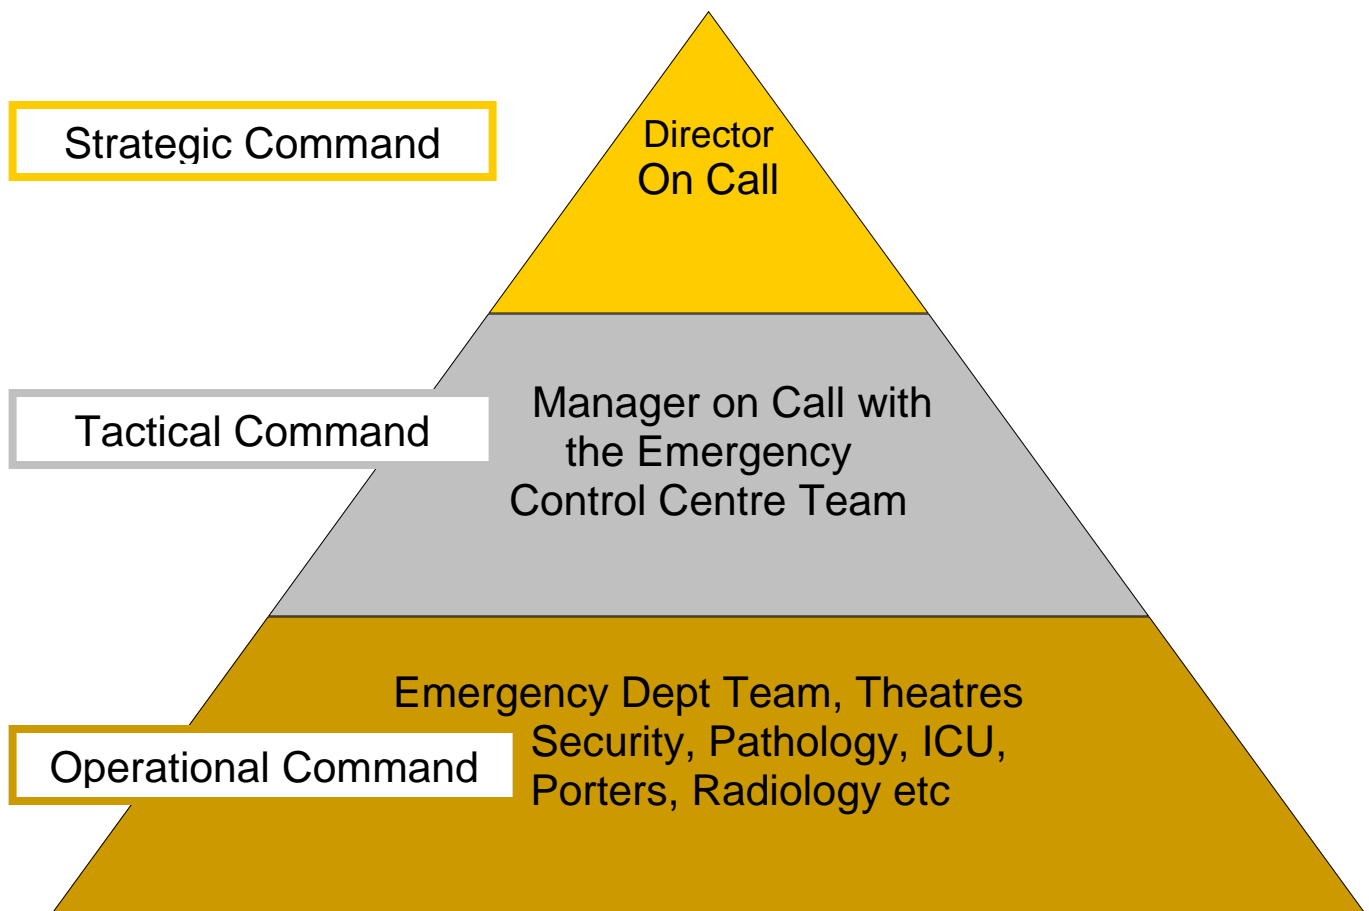 Strategic Command
Director
On Call
Tactical Command
Manager on Call with
the Emergency
Control Centre Team
Operational Command
Emergency Dept Team, Theatres
Security, Pathology, ICU,
Porters, Radiology etc